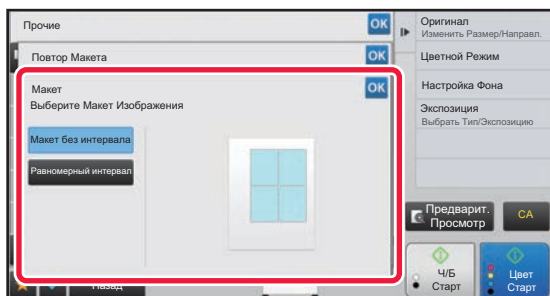 Прочие
OK
Повтор Макета
OK
Макет
OK
Выберите Макет Изображения
Макет без интервала
Равномерный интервал
Назад
Оригинал
Изменить Размер/Направл.
Цветной Режим
Настройка Фона
Экспозиция
Выбрать Тип/Экспозицию
Предварит.
Просмотр
CA
Ч/Б
Старт
Цвет
Старт